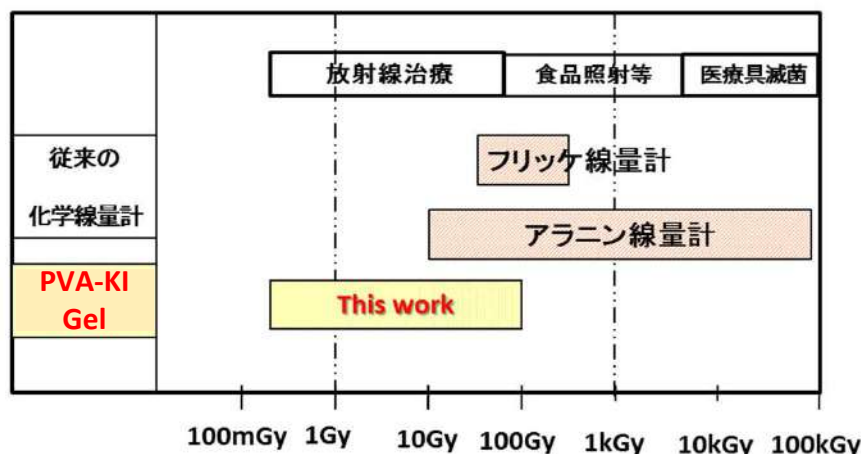 放射線治療
食品照射等
医療具滅菌
従来の
化学線量計
フリッケ線量計
アラニン線量計
PVA-KI
Gel
This work
100mGy
1Gy
10Gy
100Gy
1kGy
10kGy
100kGy